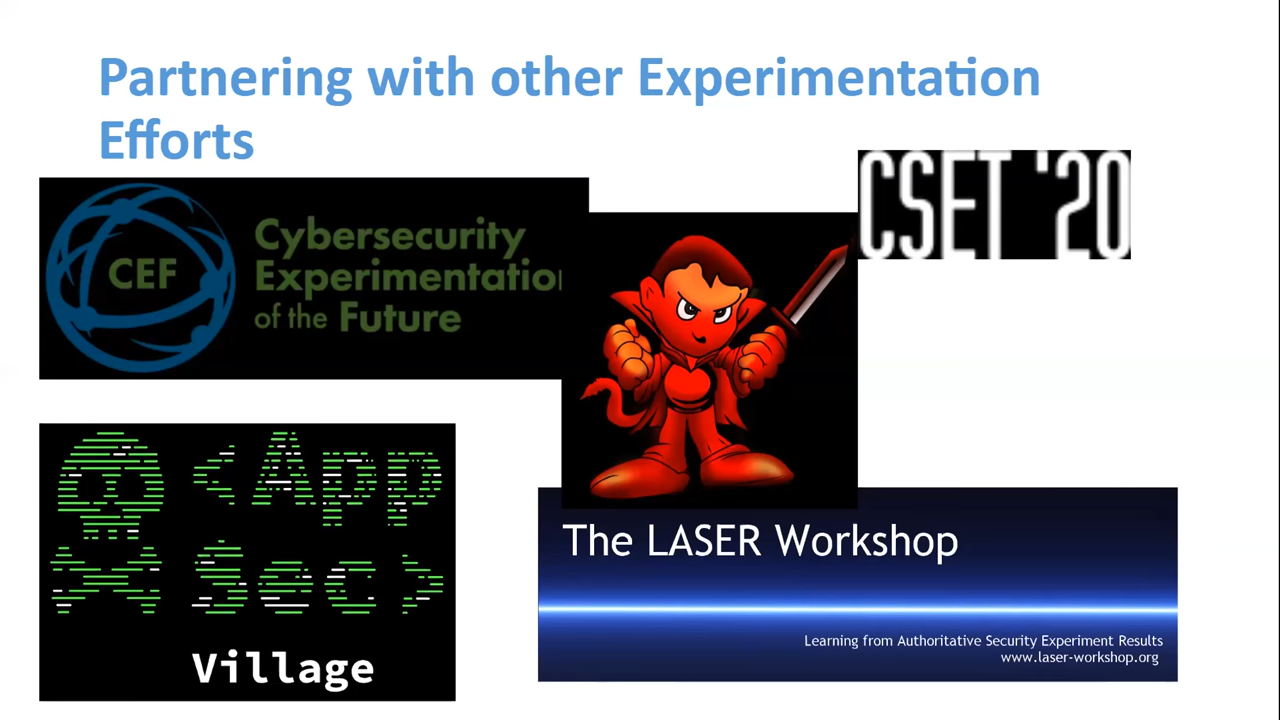 Partnering with other Experimentation
Efforts
CSET '20
CEF
Cybersecurity
Experimentation
of the Future
<App
Sec>
Village
The LASER Workshop
Learning from Authoritative Security Experiment Results
www.laser-workshop.org